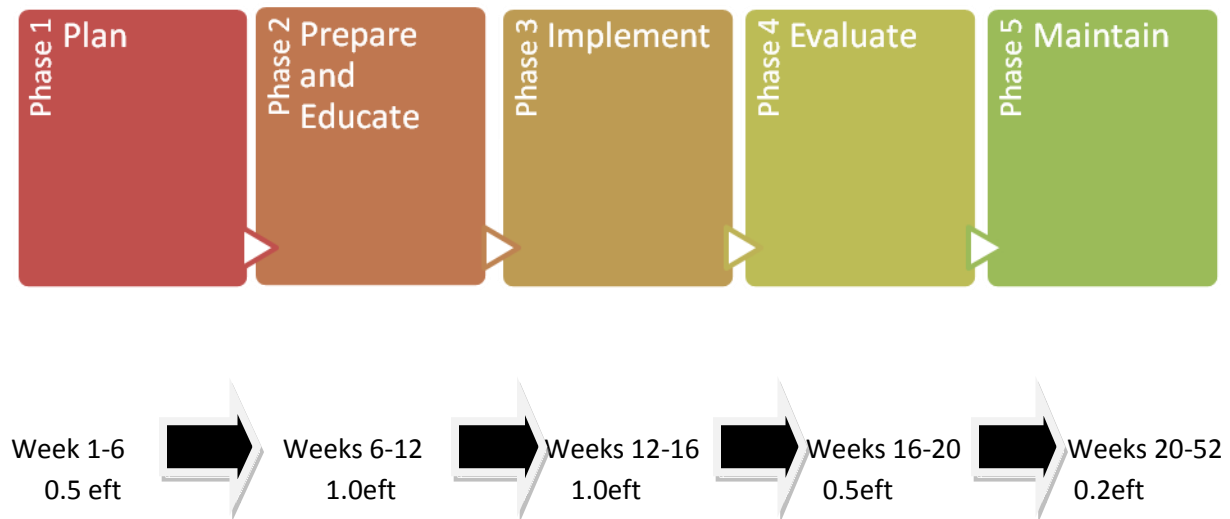 Phase 1
Plan
Phase 2
Prepare
and
Educate
Phase 3
Implement
Phase 4
Evaluate
Phase 5
Maintain
Week 1-6
0.5 eft
Weeks 6-12
1.0eft
Weeks 12-16
1.0eft
Weeks 16-20
0.5eft
Weeks 20-52
0.2eft